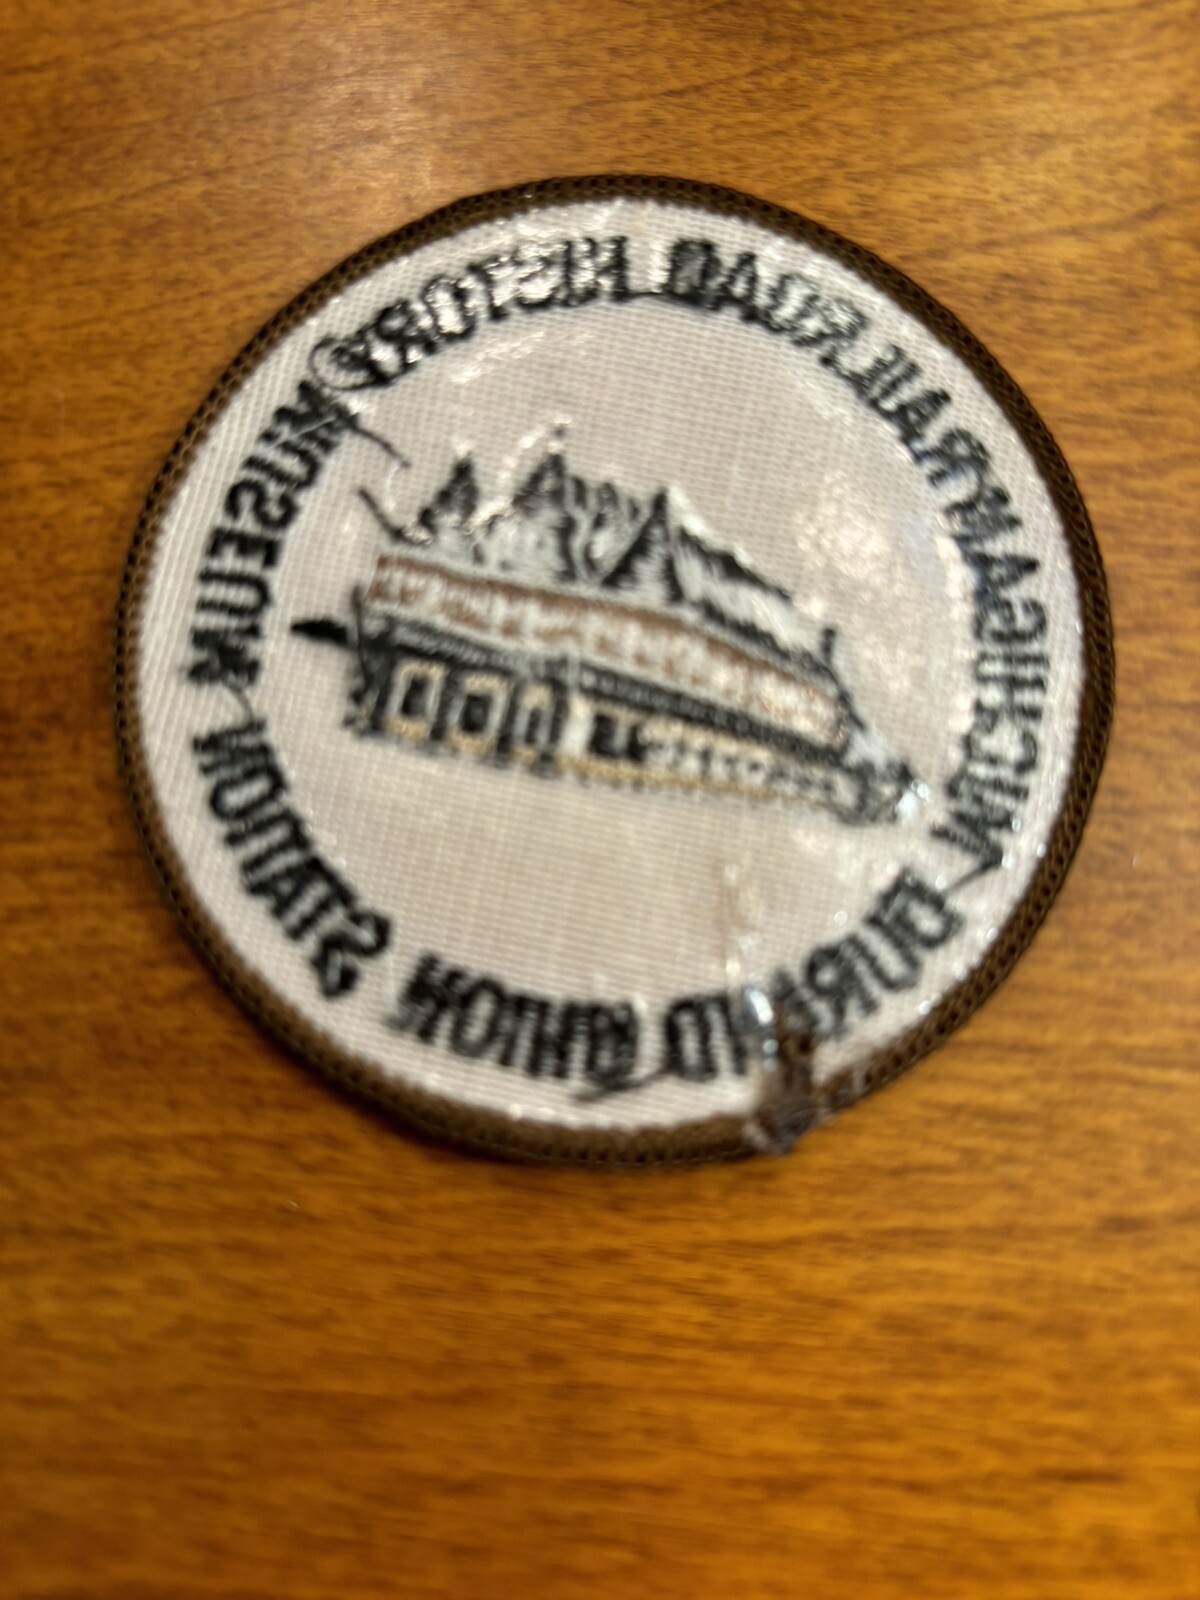 MICHIGAN RAILROAD HISTORY MUSEUM
DURAND UNION STATION